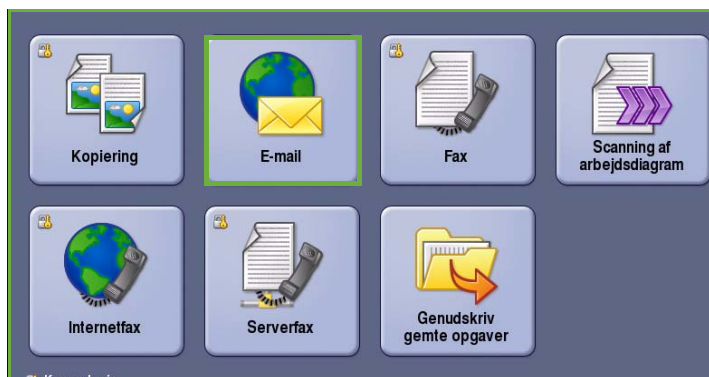 Kopiering
E-mail
Fax
Scanning af
arbejdsdiagram
Internetfax
Serverfax
Genudskriv
gemte opgaver